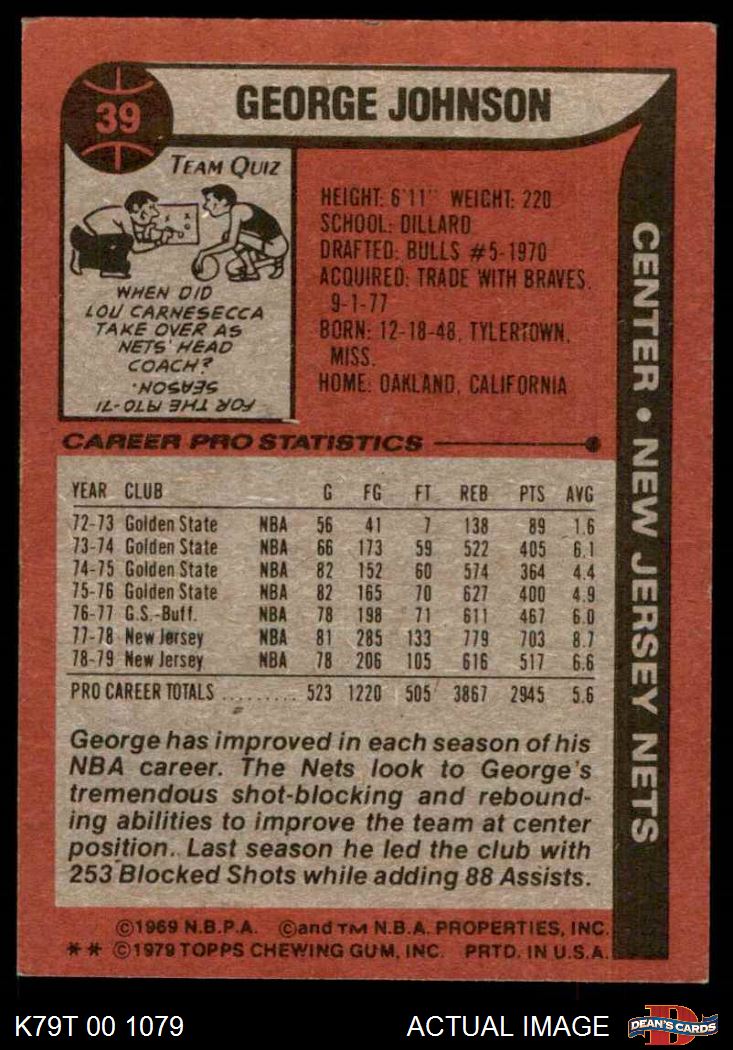 39
GEORGE JOHNSON
TEAM QUIZ
WHEN DID
LOU CARNESECCA
TAKE OVER AS
NETS' HEAD
COACH?
FOR THE 1970-71
SEASON.
HEIGHT: 6'11" WEIGHT: 220
SCHOOL: DILLARD
DRAFTED: BULLS #5-1970
ACQUIRED: TRADE WITH BRAVES,
9-1-77
BORN: 12-18-48, TYLERTOWN,
MISS.
HOME: OAKLAND, CALIFORNIA
CENTER • NEW JERSEY NETS
CAREER PRO STATISTICS
YEAR CLUB G FG FT REB PTS AVG
72-73 Golden State NBA 56 41 7 138 89 1.6
73-74 Golden State NBA 66 173 59 522 405 6.1
74-75 Golden State NBA 82 152 60 574 364 4.4
75-76 Golden State NBA 82 165 70 627 400 4.9
76-77 G.S.-Buff. NBA 78 198 71 611 467 6.0
77-78 New Jersey NBA 81 285 133 779 703 8.7
78-79 New Jersey NBA 78 206 105 616 517 6.6
PRO CAREER TOTALS ......... 523 1220 505 3867 2945 5.6
George has improved in each season of his
NBA career. The Nets look to George's
tremendous shot-blocking and rebound-
ing abilities to improve the team at center
position. Last season he led the club with
253 Blocked Shots while adding 88 Assists.
©1969 N.B.P.A. ©and TM N.B.A. PROPERTIES, INC.
** ©1979 TOPPS CHEWING GUM, INC. PRTD. IN U.S.A.
K79T 00 1079
ACTUAL IMAGE
D
DEAN'S CARDS